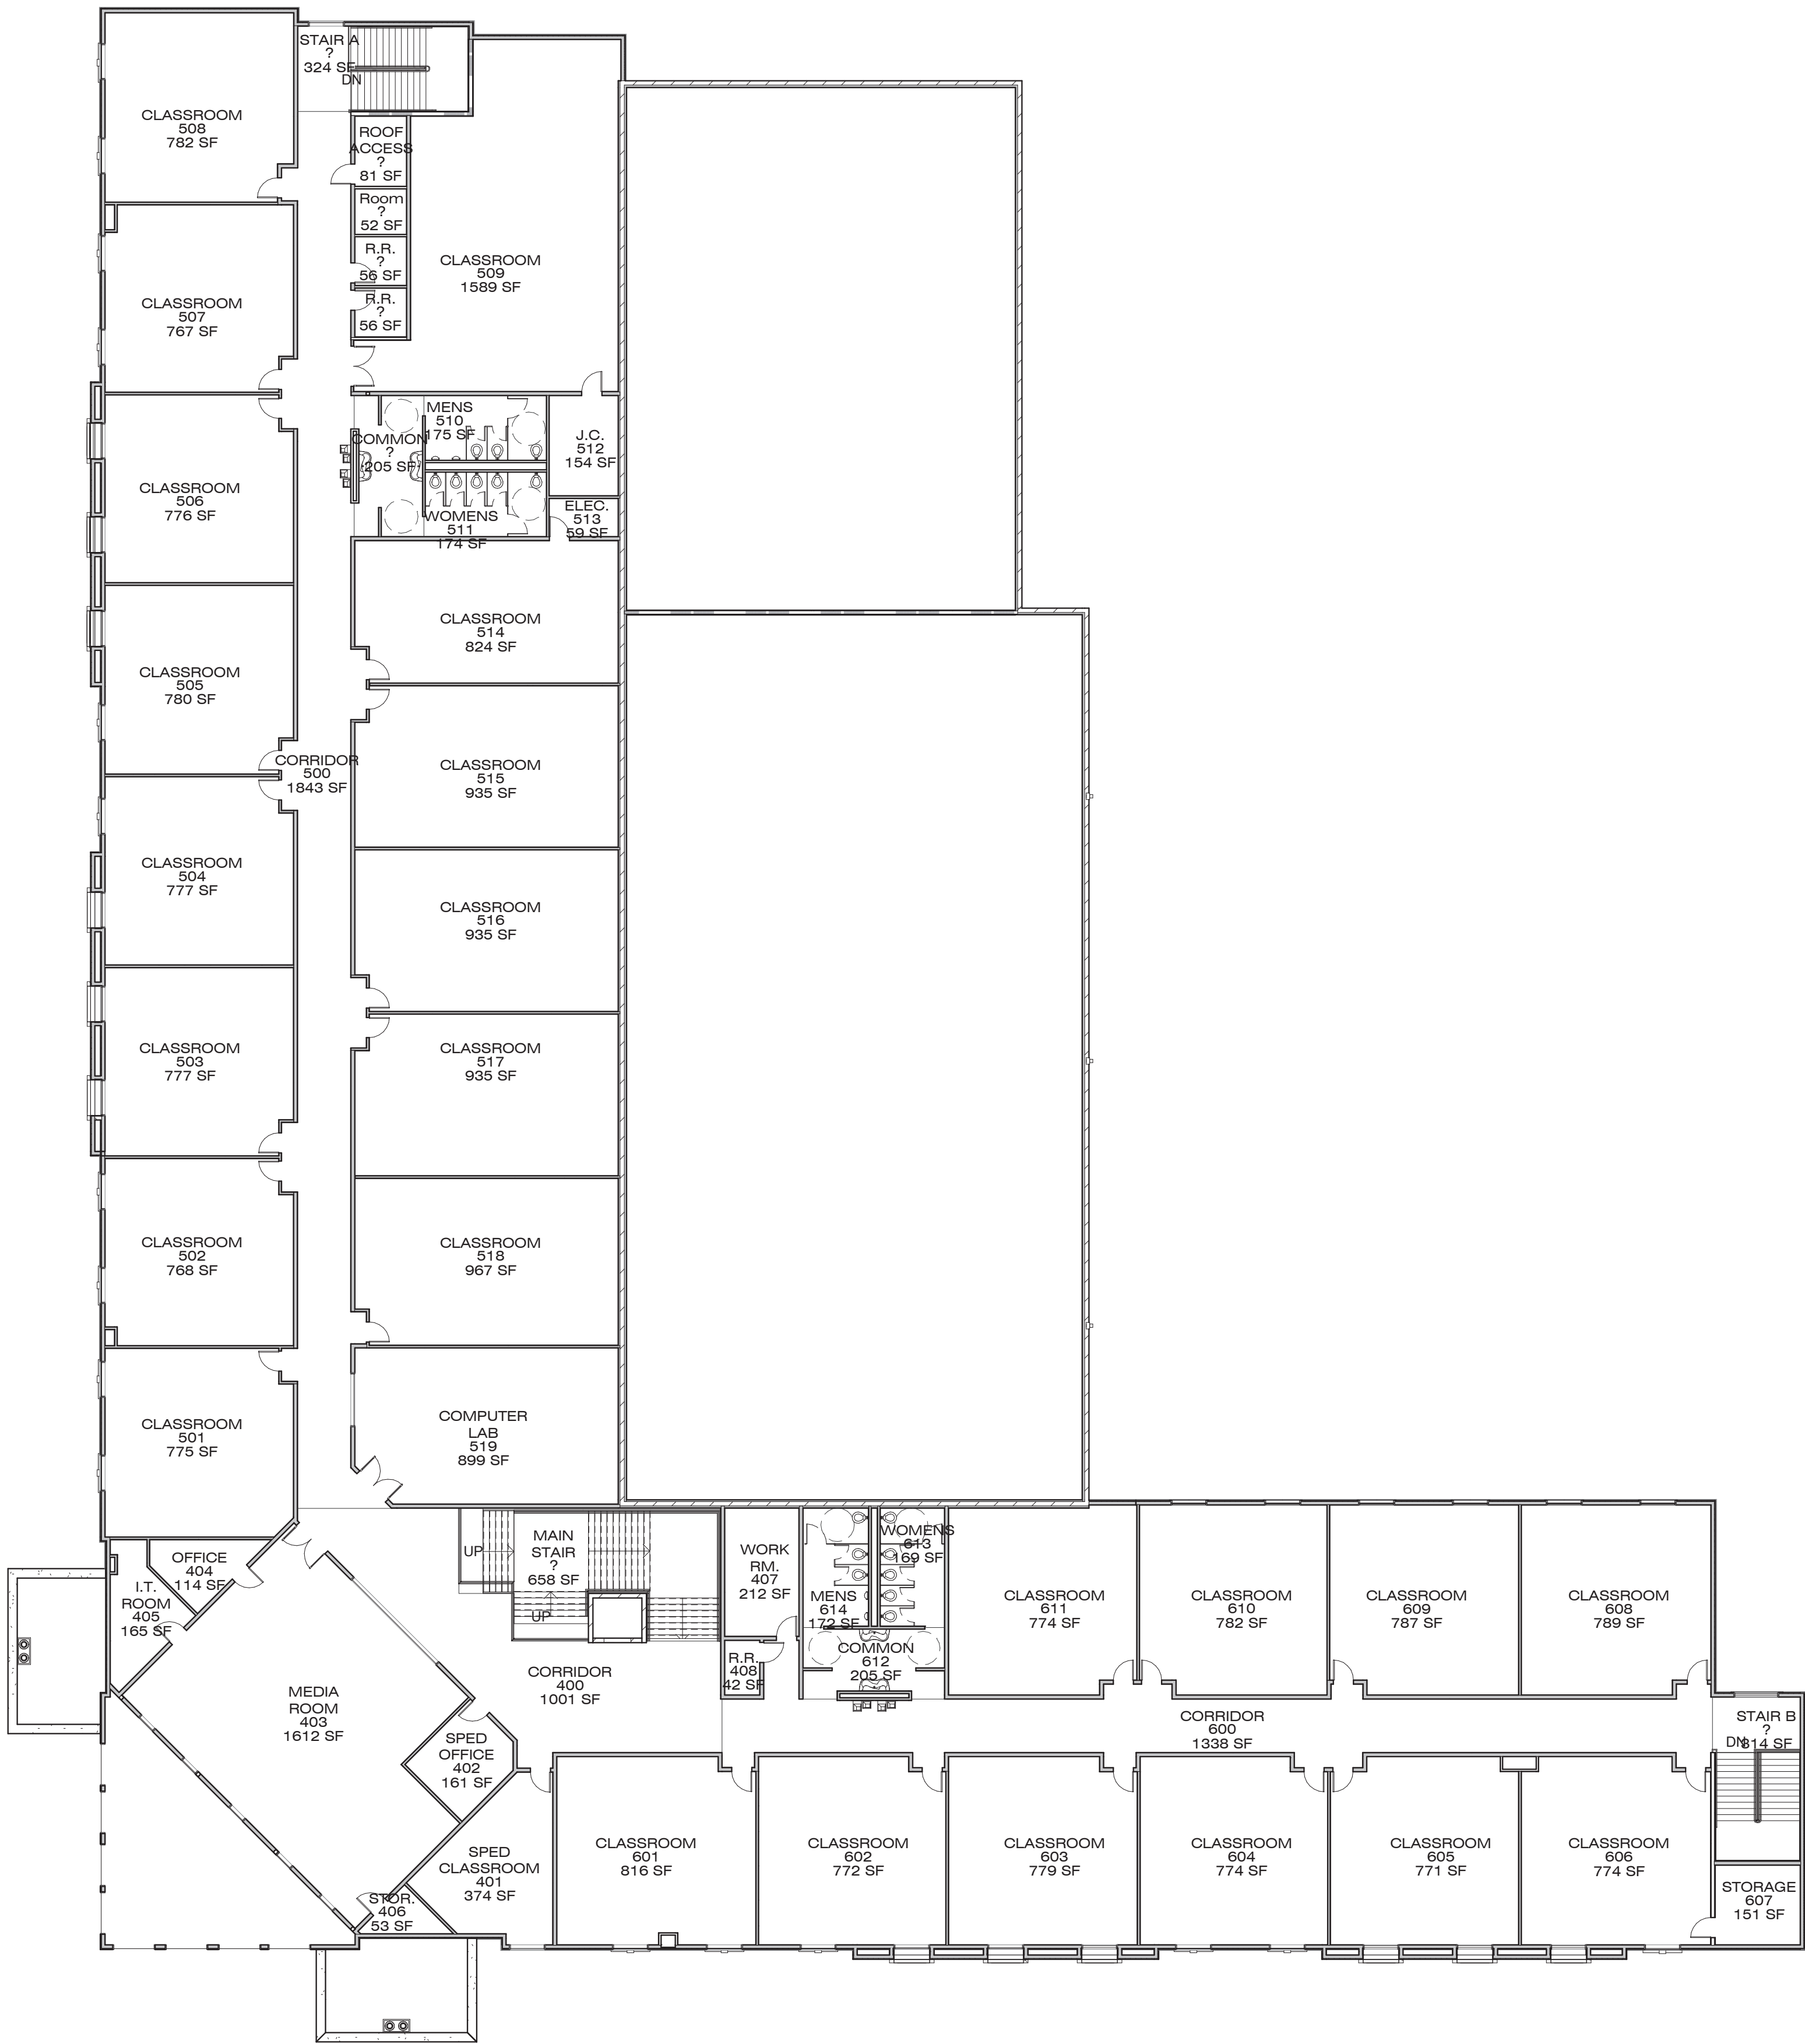 STAIR A
?
324 SF
DN
CLASSROOM
508
782 SF
ROOF
ACCESS
?
81 SF
Room
?
52 SF
R.R.
?
56 SF
R.R.
?
56 SF
CLASSROOM
509
1589 SF
CLASSROOM
507
767 SF
MENS
510
175 SF
COMMON
?
205 SF
J.C.
512
154 SF
CLASSROOM
506
776 SF
WOMENS
511
174 SF
ELEC.
513
59 SF
CLASSROOM
514
824 SF
CLASSROOM
505
780 SF
CORRIDOR
500
1843 SF
CLASSROOM
515
935 SF
CLASSROOM
504
777 SF
CLASSROOM
516
935 SF
CLASSROOM
503
777 SF
CLASSROOM
517
935 SF
CLASSROOM
502
768 SF
CLASSROOM
518
967 SF
CLASSROOM
501
775 SF
COMPUTER
LAB
519
899 SF
OFFICE
404
114 SF
I.T.
ROOM
405
165 SF
UP
MAIN
STAIR
?
658 SF
UP
WORK
RM.
407
212 SF
WOMENS
613
169 SF
MENS
614
172 SF
COMMON
612
205 SF
R.R.
408
42 SF
CLASSROOM
611
774 SF
CLASSROOM
610
782 SF
CLASSROOM
609
787 SF
CLASSROOM
608
789 SF
MEDIA
ROOM
403
1612 SF
CORRIDOR
400
1001 SF
SPED
OFFICE
402
161 SF
CORRIDOR
600
1338 SF
STAIR B
?
314 SF
DN
SPED
CLASSROOM
401
374 SF
STOR.
406
53 SF
CLASSROOM
601
816 SF
CLASSROOM
602
772 SF
CLASSROOM
603
779 SF
CLASSROOM
604
774 SF
CLASSROOM
605
771 SF
CLASSROOM
606
774 SF
STORAGE
607
151 SF